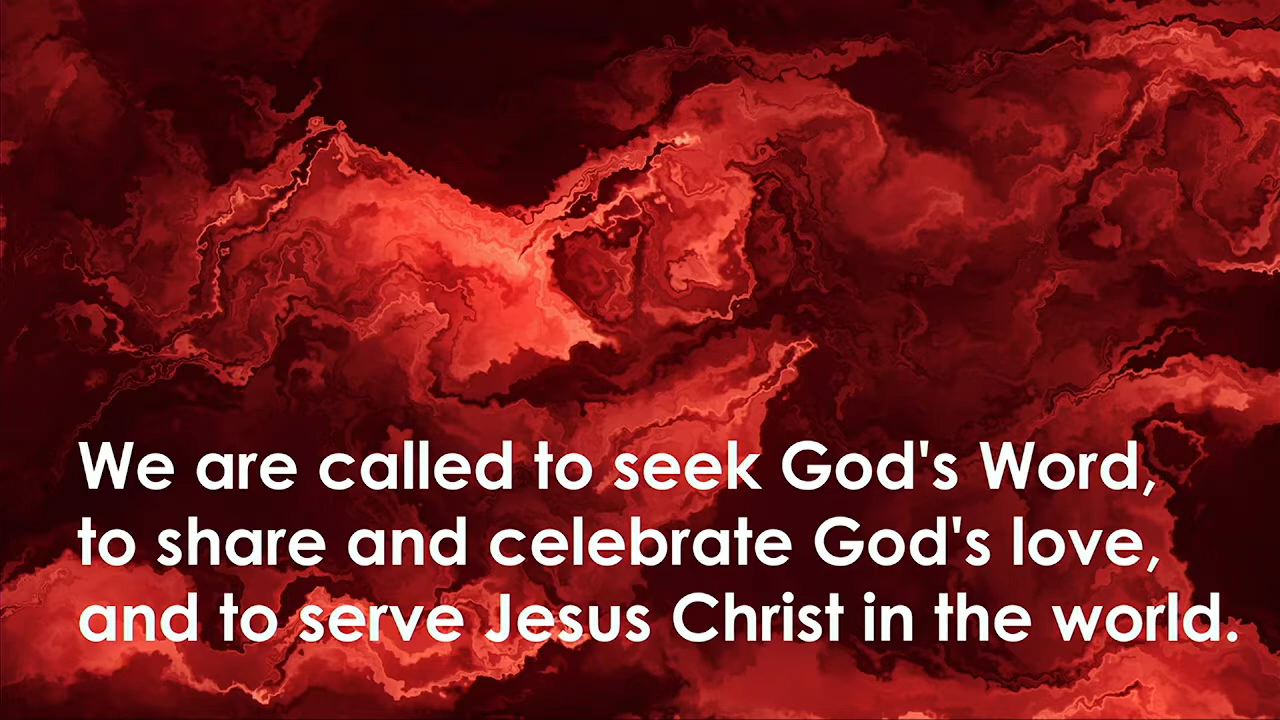 We are called to seek God's Word,
to share and celebrate God's love,
and to serve Jesus Christ in the world.